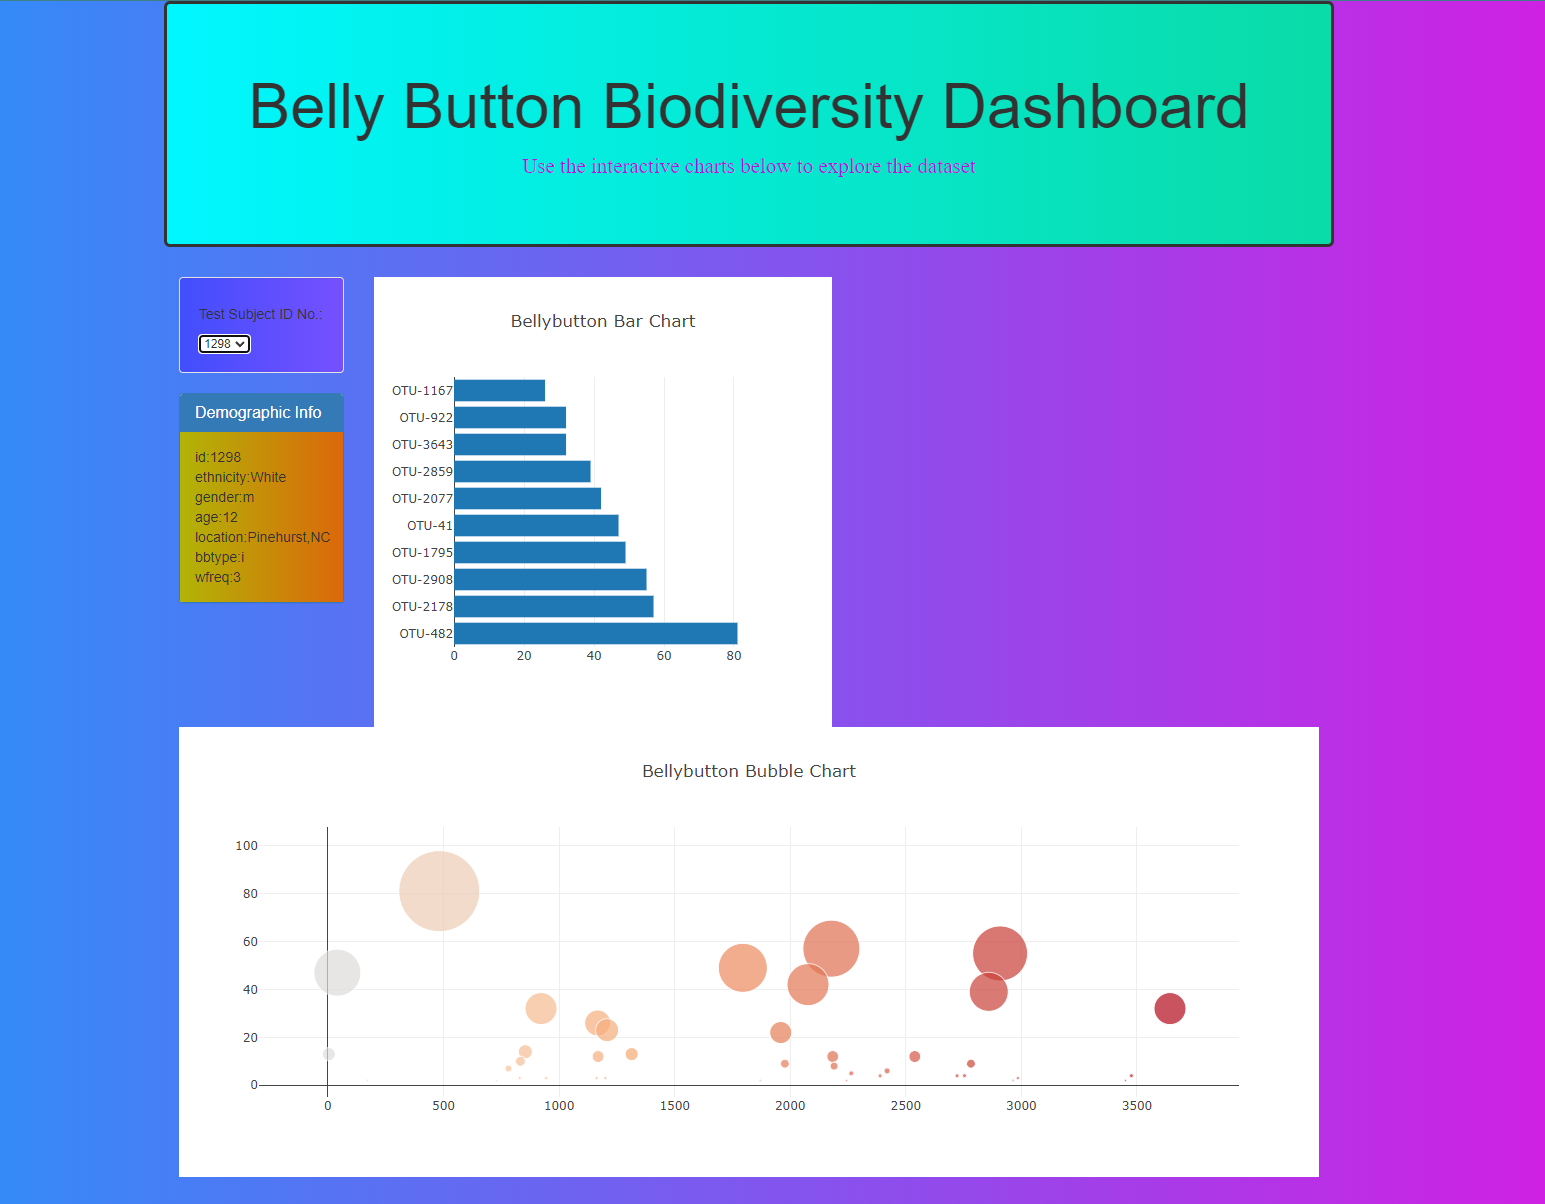 Belly Button Biodiversity Dashboard
Use the interactive charts below to explore the dataset
Test Subject ID No.:
1298
Demographic Info
id:1298
ethnicity:White
gender:m
age:12
location:Pinehurst,NC
bbtype:i
wfreq:3
Bellybutton Bar Chart
OTU-1167
OTU-922
OTU-3643
OTU-2859
OTU-2077
OTU-41
OTU-1795
OTU-2908
OTU-2178
OTU-482
0 20 40 60 80
Bellybutton Bubble Chart
100
80
60
40
20
0
0 500 1000 1500 2000 2500 3000 3500